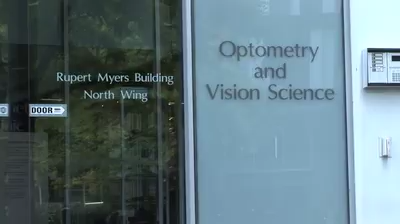 Rupert Myers Building
North Wing
DOOR
Optometry
and
Vision Science